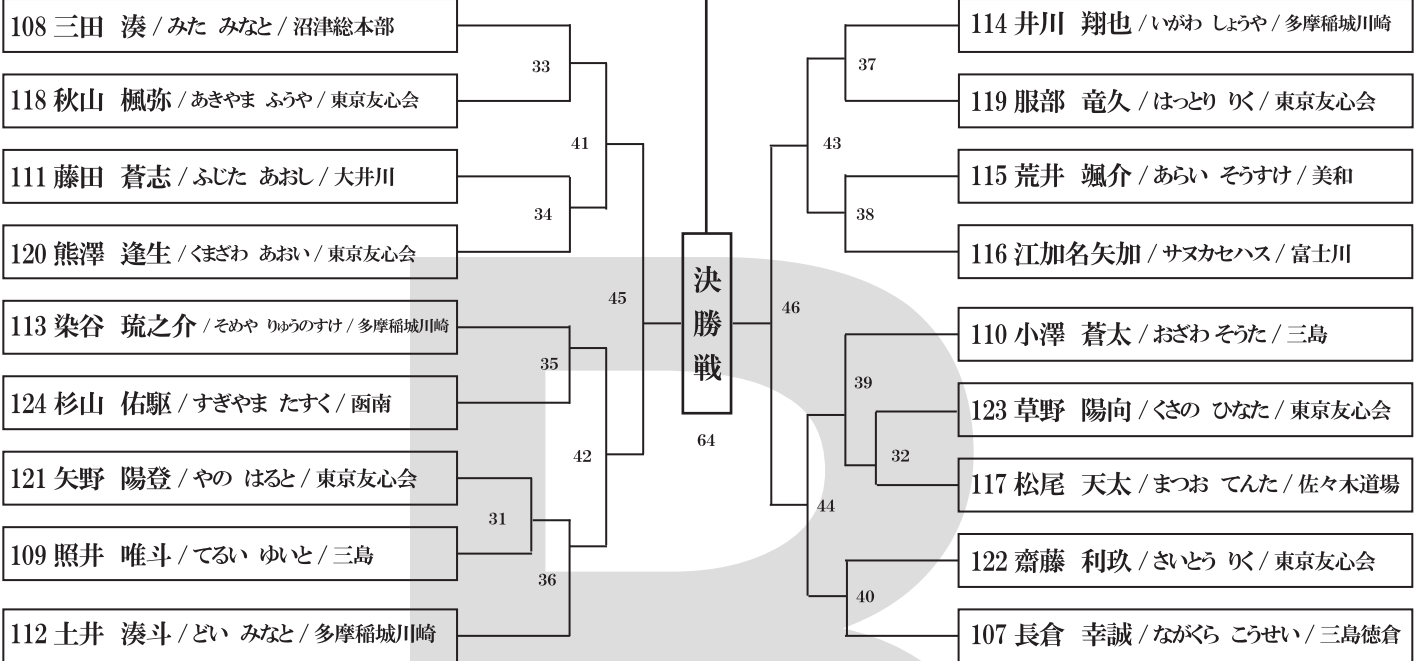 108 三田 湊 / みた みなと / 沼津総本部
118 秋山 楓弥 / あきやま ふうや / 東京友心会
111 藤田 蒼志 / ふじた あおし / 大井川
120 熊澤 逢生 / くまざわ あおい / 東京友心会
113 染谷 琉之介 / そめや りゅうのすけ / 多摩稲城川崎
124 杉山 佑駆 / すぎやま たすく / 函南
121 矢野 陽登 / やの はると / 東京友心会
109 照井 唯斗 / てるい ゆいと / 三島
112 土井 湊斗 / どい みなと / 多摩稲城川崎
33
41
34
45
35
42
31
36
決勝戦
64
46
37
43
38
39
32
44
40
114 井川 翔也 / いがわ しょうや / 多摩稲城川崎
119 服部 竜久 / はっとり りく / 東京友心会
115 荒井 颯介 / あらい そうすけ / 美和
116 江加名矢加 / サヌカセハス / 富士川
110 小澤 蒼太 / おざわ そうた / 三島
123 草野 陽向 / くさの ひなた / 東京友心会
117 松尾 天太 / まつお てんた / 佐々木道場
122 齋藤 利玖 / さいとう りく / 東京友心会
107 長倉 幸誠 / ながくら こうせい / 三島徳倉